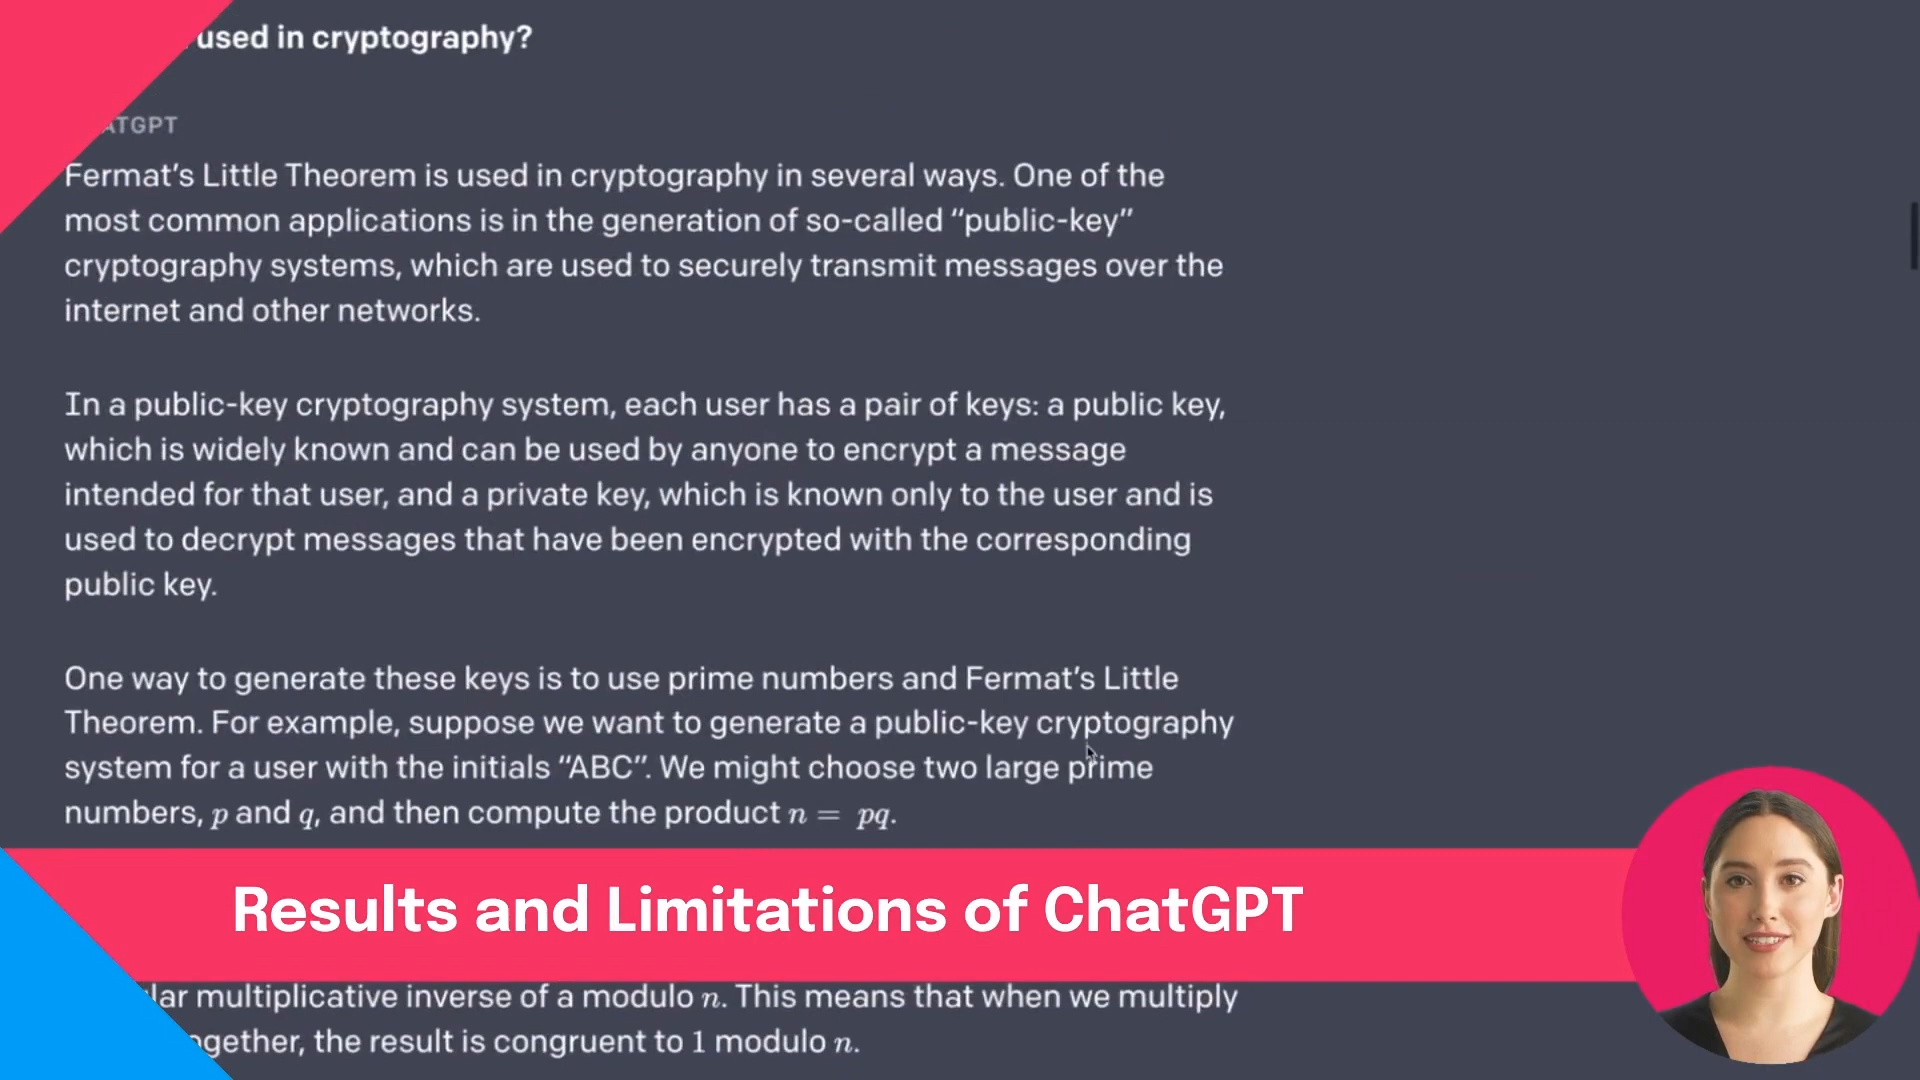 used in cryptography?
ATGPT
Fermat’s Little Theorem is used in cryptography in several ways. One of the
most common applications is in the generation of so-called “public-key”
cryptography systems, which are used to securely transmit messages over the
internet and other networks.
In a public-key cryptography system, each user has a pair of keys: a public key,
which is widely known and can be used by anyone to encrypt a message
intended for that user, and a private key, which is known only to the user and is
used to decrypt messages that have been encrypted with the corresponding
public key.
One way to generate these keys is to use prime numbers and Fermat’s Little
Theorem. For example, suppose we want to generate a public-key cryptography
system for a user with the initials “ABC”. We might choose two large prime
numbers, p and q, and then compute the product n = pq.
Results and Limitations of ChatGPT
lar multiplicative inverse of a modulo n. This means that when we multiply
ogether, the result is congruent to 1 modulo n.